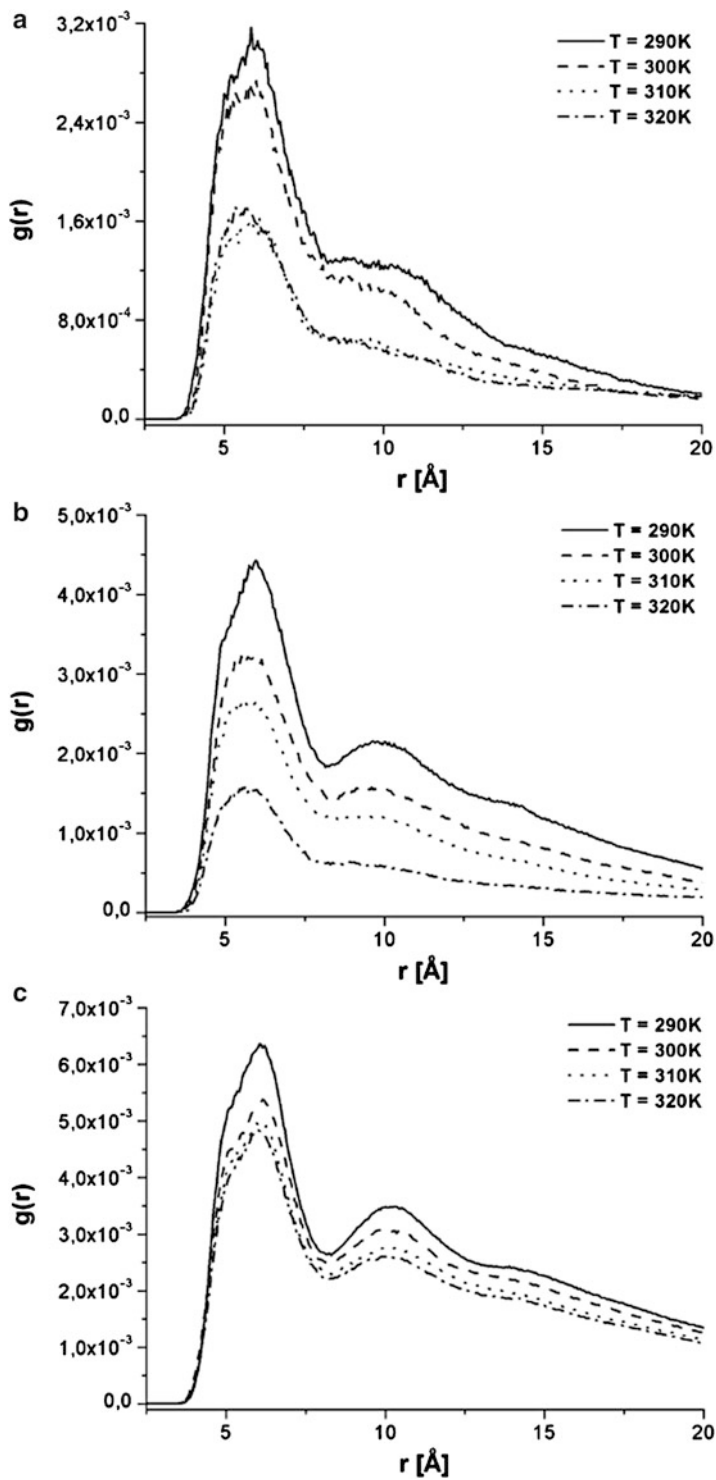 a
3,2x10⁻³
2,4x10⁻³
1,6x10⁻³
8,0x10⁻⁴
0,0
g(r)
T = 290K
T = 300K
T = 310K
T = 320K
5
10
15
20
r [Å]
b
5,0x10⁻³
4,0x10⁻³
3,0x10⁻³
2,0x10⁻³
1,0x10⁻³
0,0
g(r)
T = 290K
T = 300K
T = 310K
T = 320K
5
10
15
20
r [Å]
c
7,0x10⁻³
6,0x10⁻³
5,0x10⁻³
4,0x10⁻³
3,0x10⁻³
2,0x10⁻³
1,0x10⁻³
0,0
g(r)
T = 290K
T = 300K
T = 310K
T = 320K
5
10
15
20
r [Å]